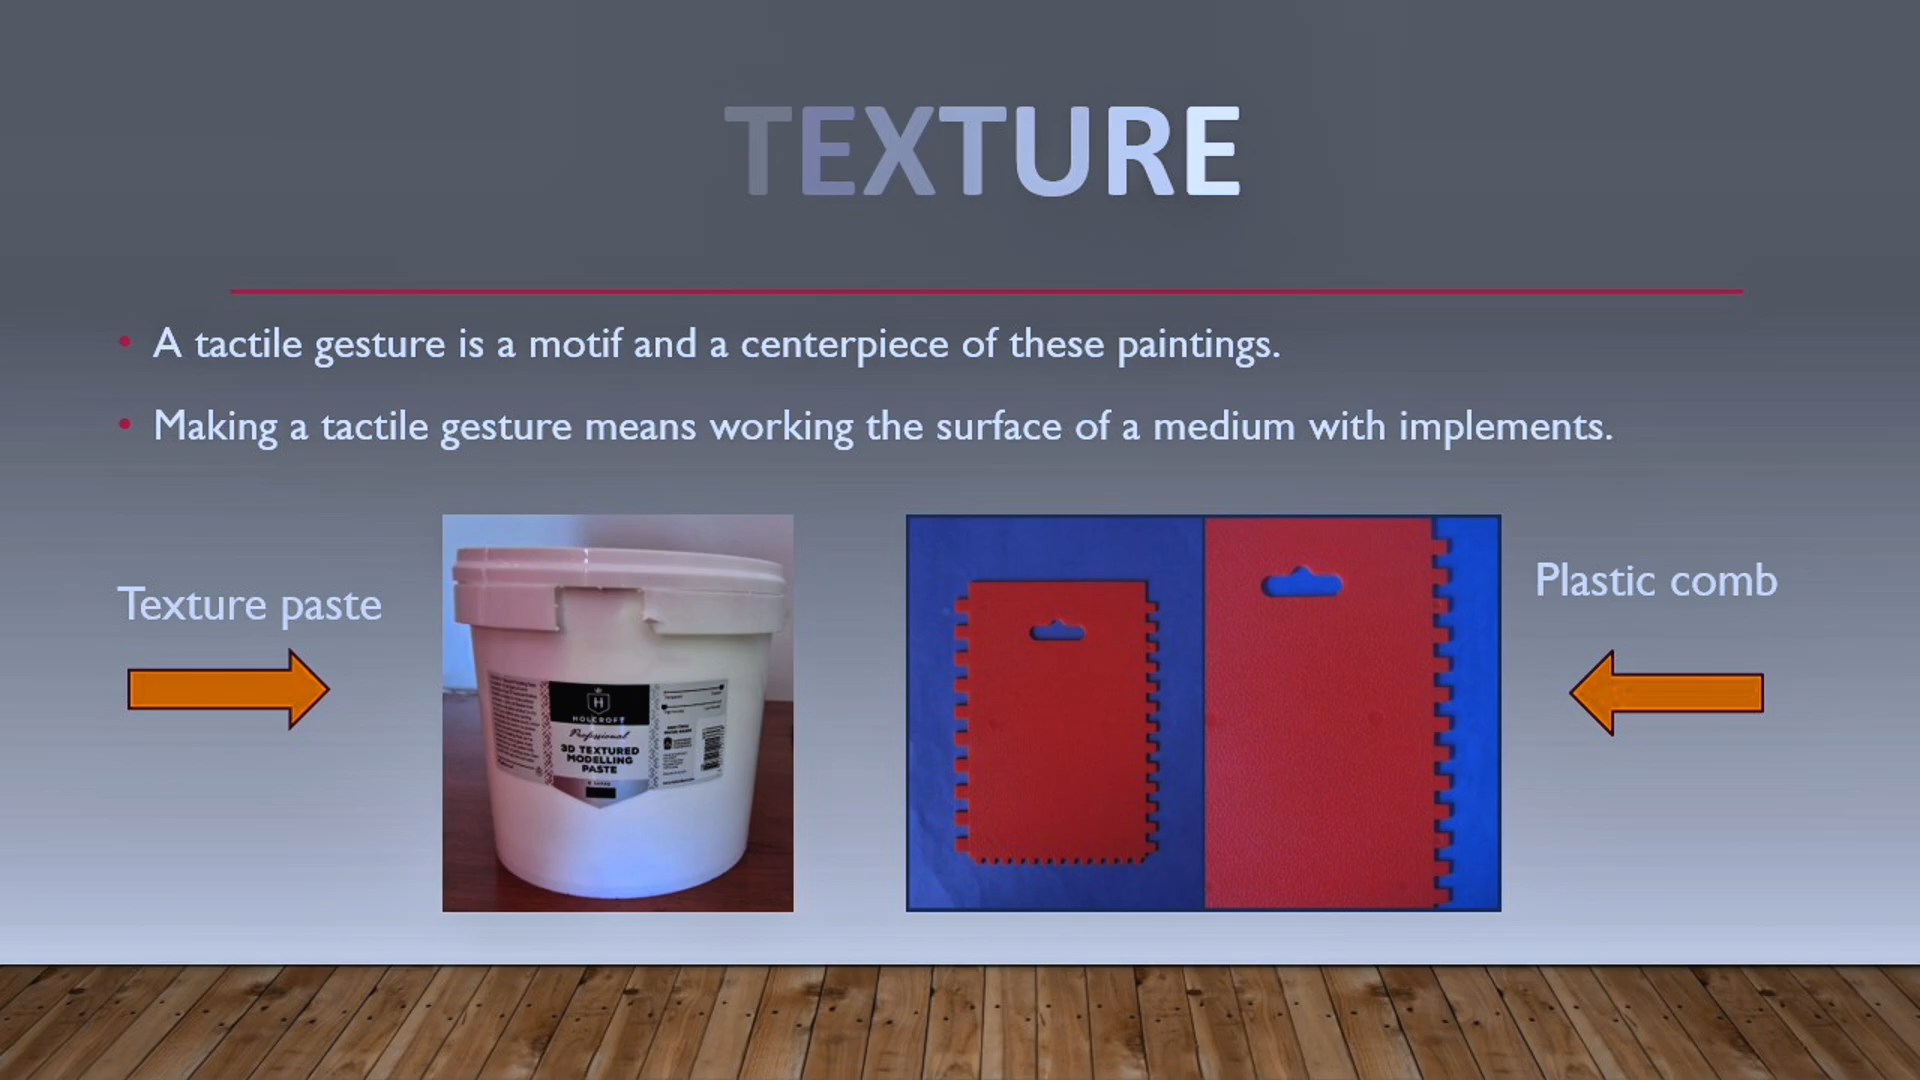 TEXTURE
• A tactile gesture is a motif and a centerpiece of these paintings.
• Making a tactile gesture means working the surface of a medium with implements.
Texture paste
Plastic comb
H
HOLCROFT
Professional
3D TEXTURED
MODELLING
PASTE